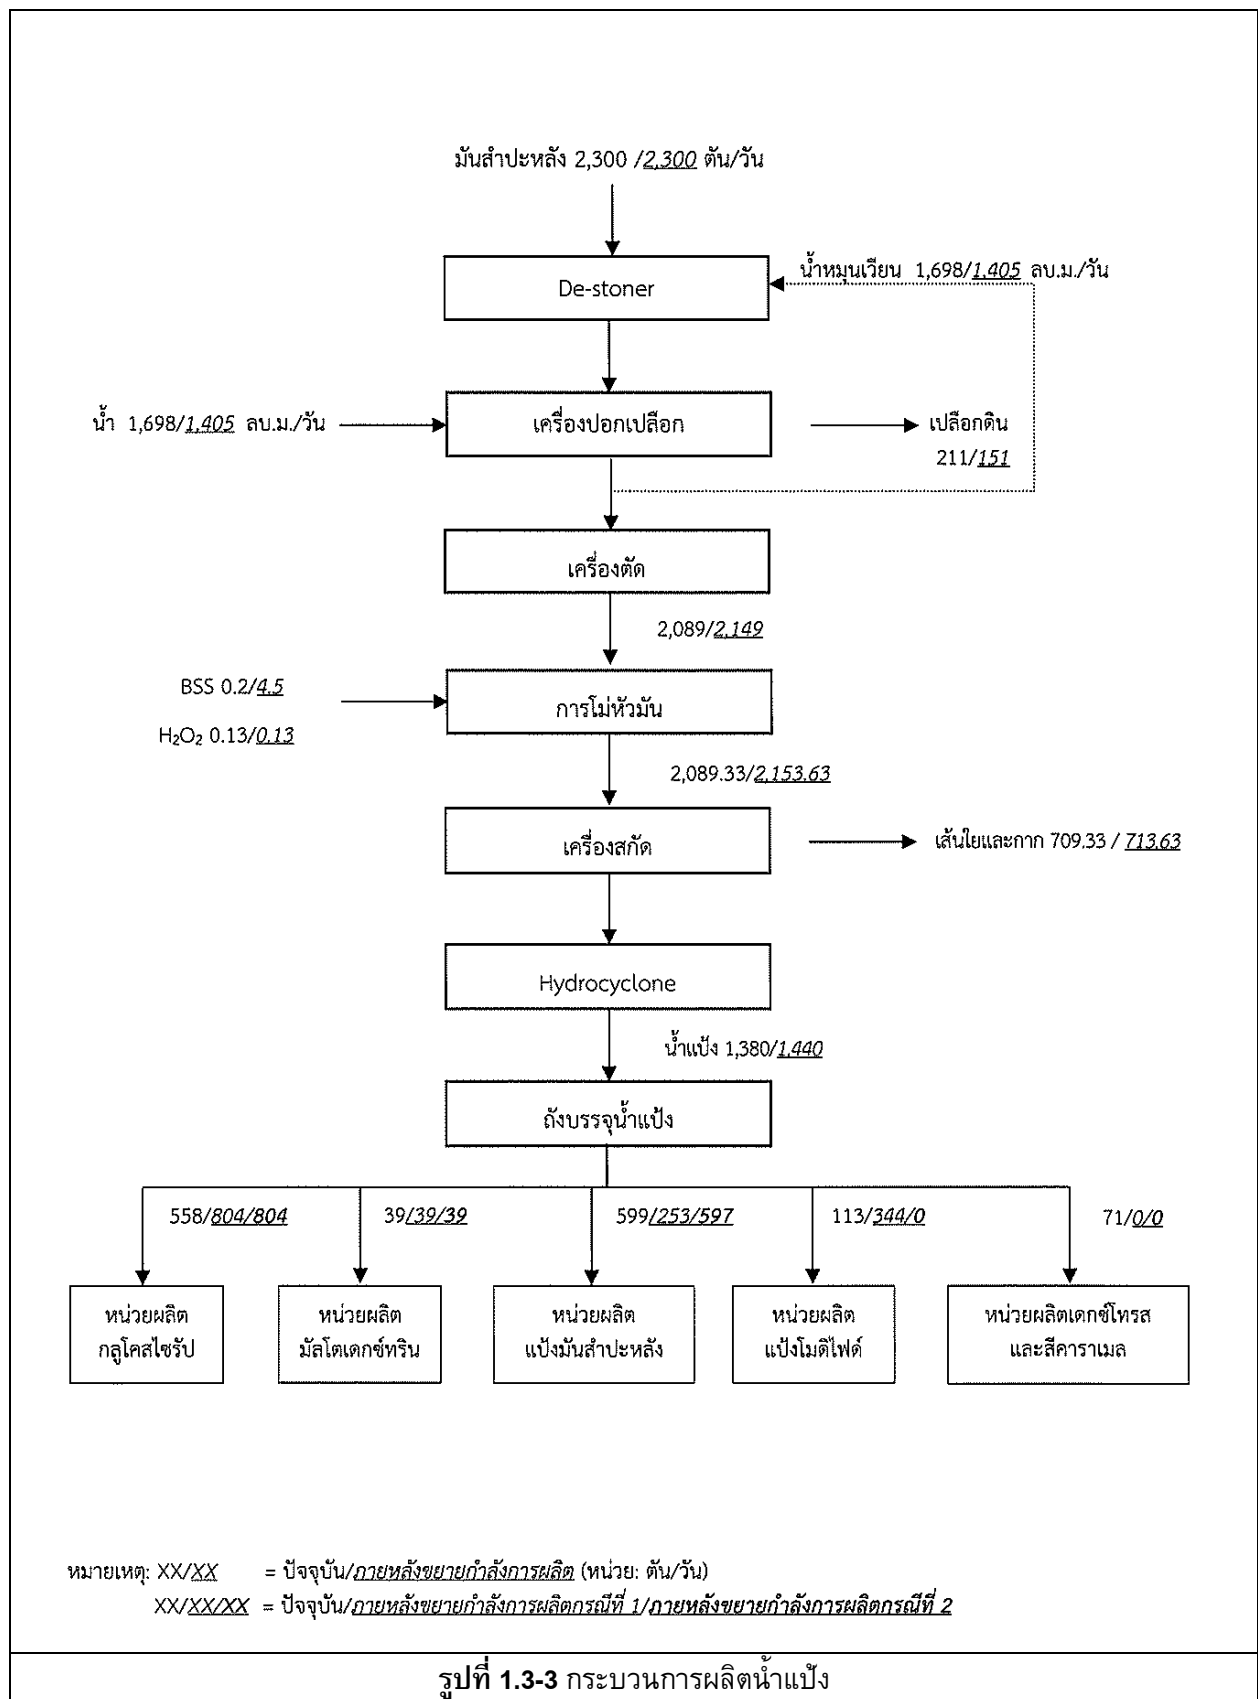 มันสำปะหลัง 2,300 /2,300 ตัน/วัน
น้ำหมุนเวียน 1,698/1,405 ลบ.ม./วัน
De-stoner
น้ำ 1,698/1,405 ลบ.ม./วัน
เครื่องปอกเปลือก
เปลือกดิน
211/151
เครื่องตัด
2,089/2,149
BSS 0.2/4.5
H₂O₂ 0.13/0.13
การโม่หัวมัน
2,089.33/2,153.63
เครื่องสกัด
เส้นใยและกาก 709.33 / 713.63
Hydrocyclone
น้ำแป้ง 1,380/1,440
ถังบรรจุน้ำแป้ง
558/804/804
39/39/39
599/253/597
113/344/0
71/0/0
หน่วยผลิต
กลูโคสไซรัป
หน่วยผลิต
มัลโตเดกซ์ทริน
หน่วยผลิต
แป้งมันสำปะหลัง
หน่วยผลิต
แป้งโมดิไฟด์
หน่วยผลิตเดกซ์โทรส
และสีคาราเมล
หมายเหตุ: XX/XX = ปัจจุบัน/ภายหลังขยายกำลังการผลิต (หน่วย: ตัน/วัน)
XX/XX/XX = ปัจจุบัน/ภายหลังขยายกำลังการผลิตกรณีที่ 1/ภายหลังขยายกำลังการผลิตกรณีที่ 2
รูปที่ 1.3-3 กระบวนการผลิตน้ำแป้ง